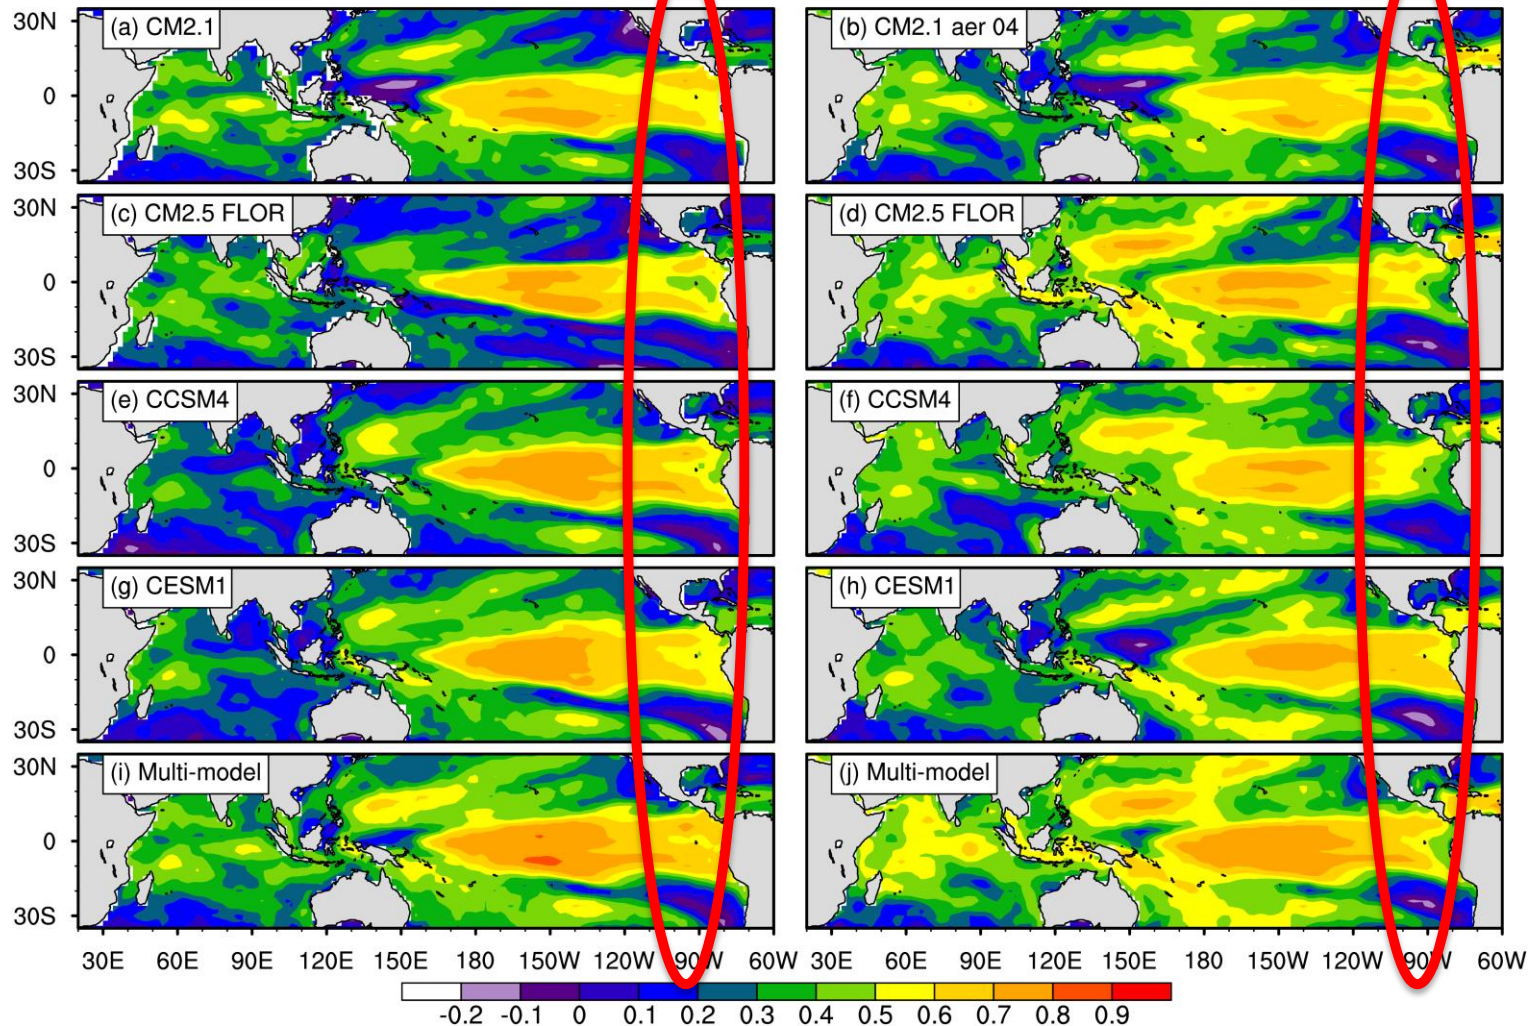 (a) CM2.1
(b) CM2.1 aer 04
30N
0
30S
(c) CM2.5 FLOR
(d) CM2.5 FLOR
30N
0
30S
(e) CCSM4
(f) CCSM4
30N
0
30S
(g) CESM1
(h) CESM1
30N
0
30S
(i) Multi-model
(j) Multi-model
30N
0
30S
30E 60E 90E 120E 150E 180 150W 120W 90W 60W 30E 60E 90E 120E 150E 180 150W 120W 90W 60W
-0.2 -0.1 0 0.1 0.2 0.3 0.4 0.5 0.6 0.7 0.8 0.9